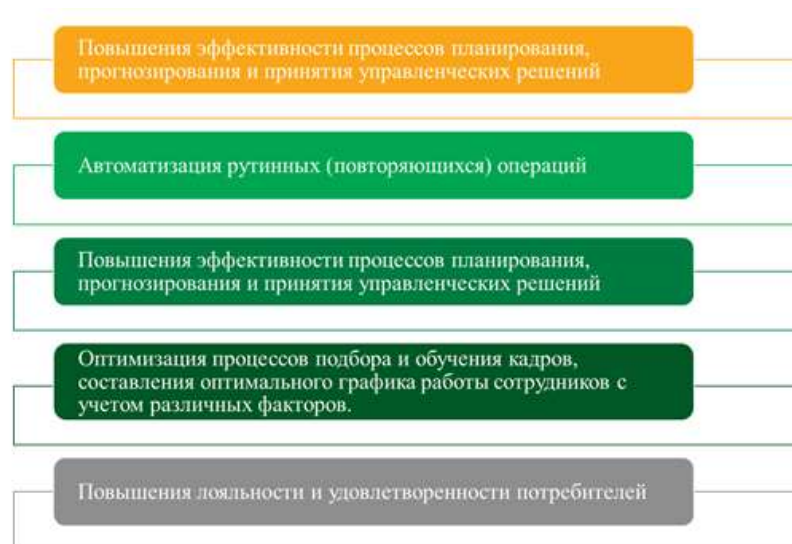 Повышения эффективности процессов планирования,
прогнозирования и принятия управленческих решений
Автоматизация рутинных (повторяющихся) операций
Повышения эффективности процессов планирования,
прогнозирования и принятия управленческих решений
Оптимизация процессов подбора и обучения кадров,
составления оптимального графика работы сотрудников с
учетом различных факторов.
Повышения лояльности и удовлетворенности потребителей